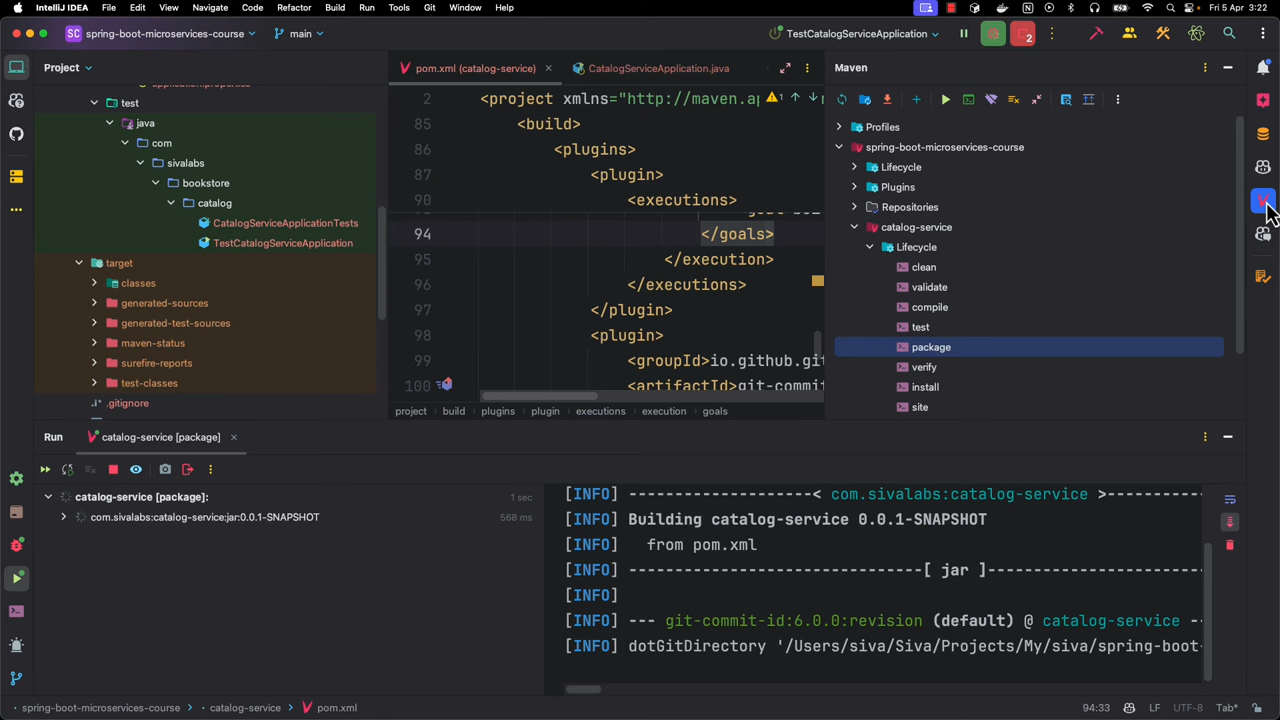 IntelliJ IDEA File Edit View Navigate Code Refactor Build Run Tools Git Window Help Fri 5 Apr 3:22
SC spring-boot-microservices-course main TestCatalogServiceApplication 2
Project
test
java
com
sivalabs
bookstore
catalog
CatalogServiceApplicationTests
TestCatalogServiceApplication
target
classes
generated-sources
generated-test-sources
maven-status
surefire-reports
test-classes
.gitignore
pom.xml (catalog-service) CatalogServiceApplication.java
2 <project xmlns="http://maven.ap 1
85 <build>
86 <plugins>
87 <plugin>
90 <executions>
94 </goals>
95 </execution>
96 </executions>
97 </plugin>
98 <plugin>
99 <groupId>io.github.git
100 <artifactId>git-commit
project build plugins plugin executions execution goals
Maven
Profiles
spring-boot-microservices-course
Lifecycle
Plugins
Repositories
catalog-service
Lifecycle
clean
validate
compile
test
package
verify
install
site
Run catalog-service [package]
catalog-service [package]: 1 sec
com.sivalabs:catalog-service:jar:0.0.1-SNAPSHOT 568 ms
[INFO] --------------------< com.sivalabs:catalog-service >----------
[INFO] Building catalog-service 0.0.1-SNAPSHOT
[INFO] from pom.xml
[INFO] --------------------------------[ jar ]-----------------------
[INFO]
[INFO] --- git-commit-id:6.0.0:revision (default) @ catalog-service --
[INFO] dotGitDirectory '/Users/siva/Siva/Projects/My/siva/spring-boot-
spring-boot-microservices-course catalog-service pom.xml 94:33 LF UTF-8 Tab*